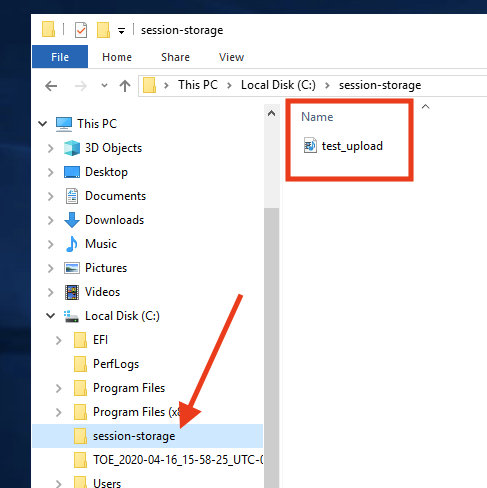 session-storage
File Home Share View
This PC Local Disk (C:) session-storage
This PC
3D Objects
Desktop
Documents
Downloads
Music
Pictures
Videos
Local Disk (C:)
EFI
PerfLogs
Program Files
Program Files (x8
session-storage
TOE_2020-04-16_15-58-25_UTC-0
Users
Name
test_upload